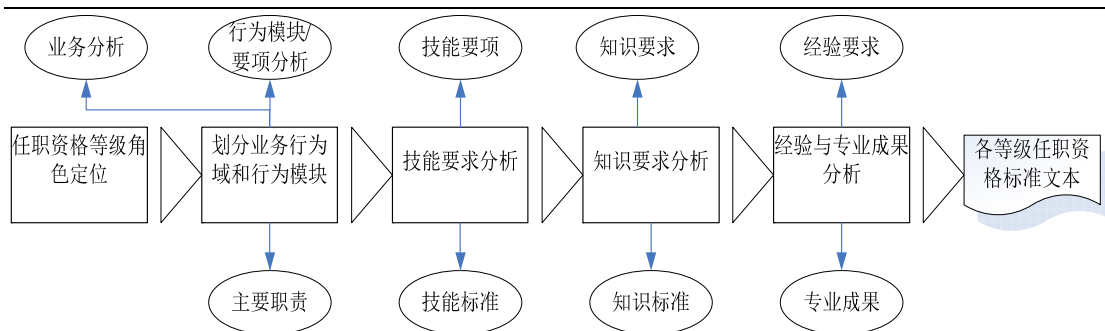 业务分析
行为模块/
要项分析
技能要项
知识要求
经验要求
任职资格等级角
色定位
划分业务行为
域和行为模块
技能要求分析
知识要求分析
经验与专业成果
分析
各等级任职资
格标准文本
主要职责
技能标准
知识标准
专业成果